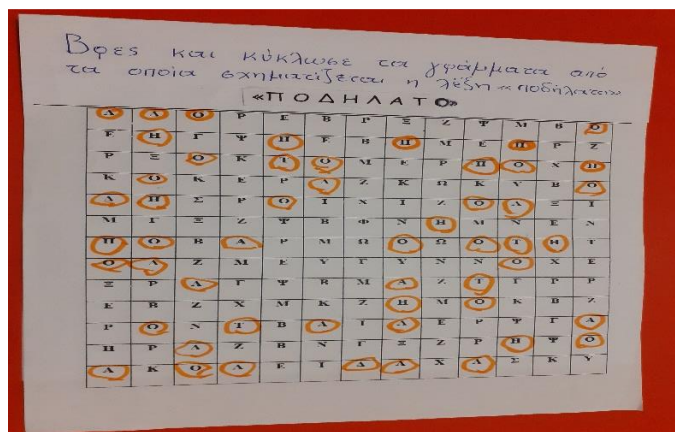 Βρες και κύκλωσε τα γράμματα από
τα οποία σχηματίζεται η λέξη «ποδήλατο»
«ΠΟΔΗΛΑΤΟ»
Λ Δ Ο Ρ Ε Β Ρ Ξ Ζ Ψ Μ Β Ο
Ε Η Γ Ψ Π Ε Β Π Μ Ε Π Ρ Ζ
Ρ Ξ Ο Κ Τ Ο Μ Ε Ρ Π Ο Χ Η
Κ Ο Κ Ε Ρ Λ Ζ Κ Ω Κ Υ Β Ο
Λ Π Σ Ρ Ο Ι Χ Ι Ζ Ο Λ Ξ Ι
Μ Γ Ξ Ζ Ψ Β Φ Ν Η Μ Ν Ε Ν
Π Ο Β Α Ρ Μ Ω Ο Ω Ο Τ Η Τ
Ο Λ Ζ Μ Ε Υ Γ Υ Ν Ν Ο Χ Ε
Ξ Ρ Δ Γ Ψ Β Μ Α Ζ Τ Γ Ρ Ρ
Ε Β Ζ Χ Μ Κ Ζ Η Μ Ο Κ Β Ζ
Ρ Ο Ν Τ Β Λ Ι Δ Ε Ρ Ψ Γ Α
Π Ρ Λ Ζ Β Ν Γ Ξ Ζ Ρ Η Ψ Ο
Λ Κ Ο Δ Ε Ι Δ Λ Χ Λ Σ Κ Υ